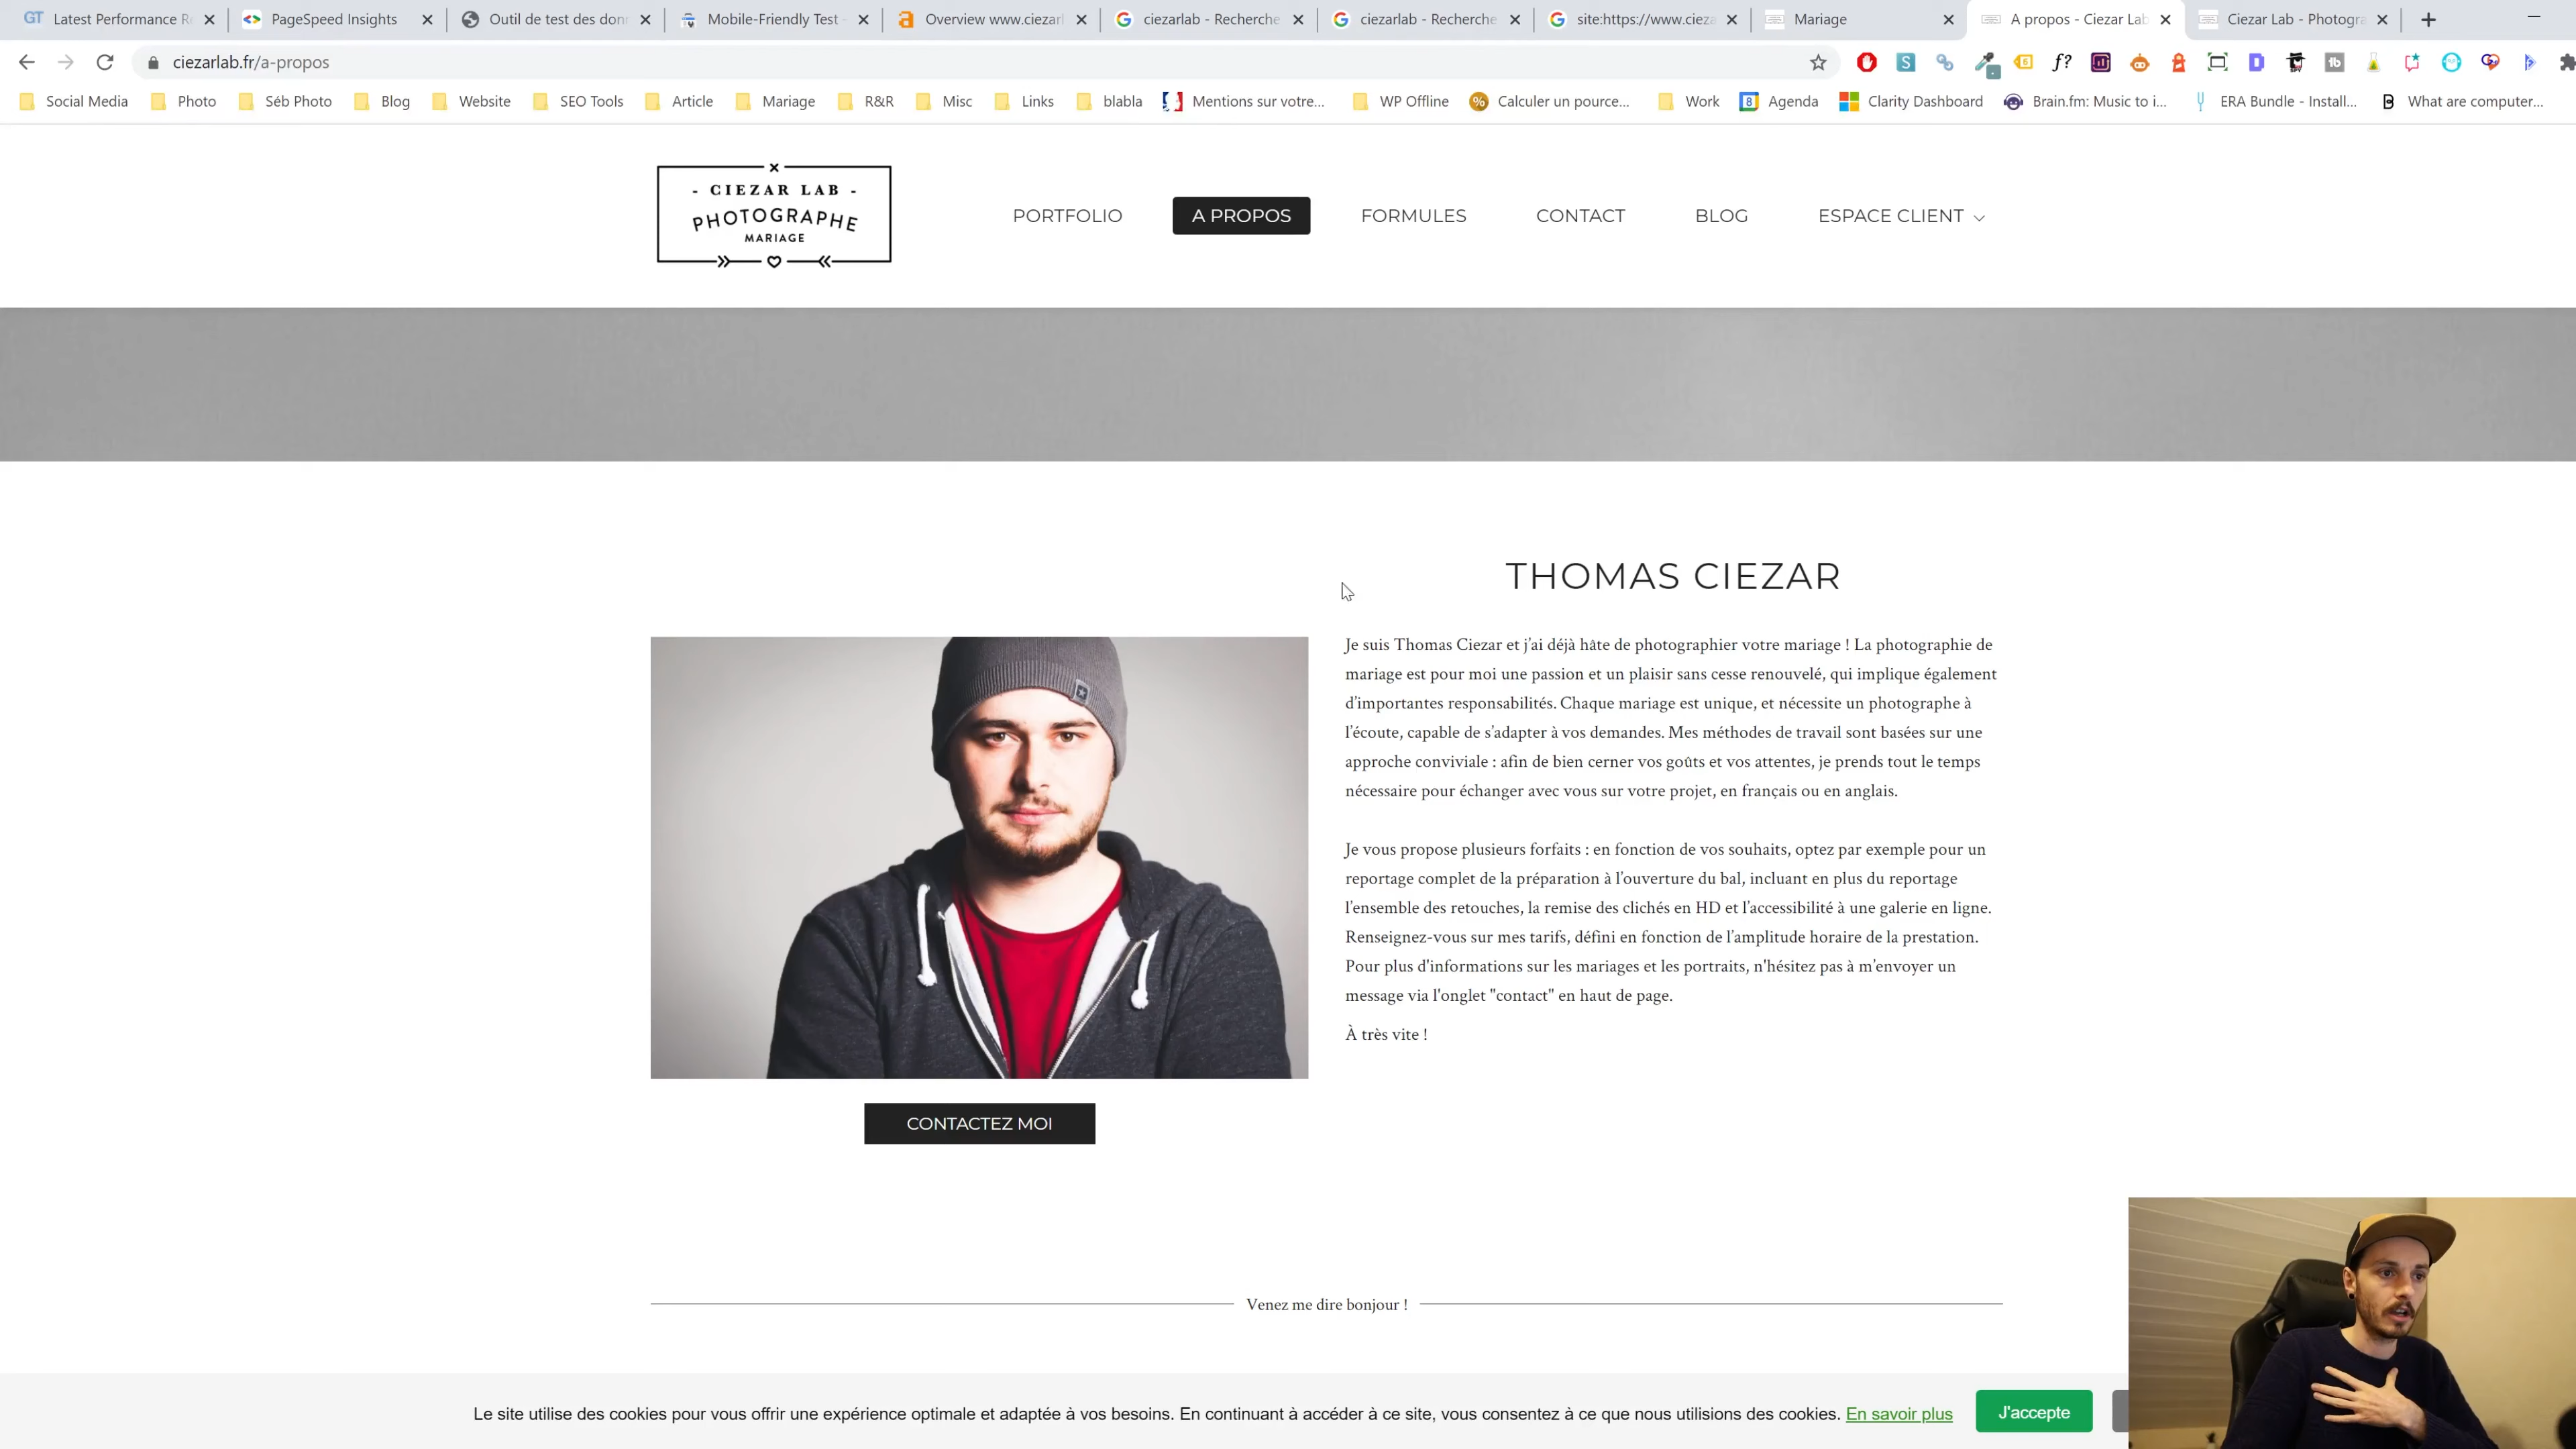 Latest Performance Re
PageSpeed Insights
Outil de test des don
Mobile-Friendly Test -
Overview www.ciezarl
ciezarlab - Recherche
ciezarlab - Recherche
site:https://www.cieza
Mariage
A propos - Ciezar Lab
Ciezar Lab - Photogra
ciezarlab.fr/a-propos
Social Media
Photo
Séb Photo
Blog
Website
SEO Tools
Article
Mariage
R&R
Misc
Links
blabla
Mentions sur votre...
WP Offline
Calculer un pource...
Work
Agenda
Clarity Dashboard
Brain.fm: Music to i...
ERA Bundle - Install...
What are computer...
- CIEZAR LAB -
PHOTOGRAPHE
MARIAGE
PORTFOLIO
A PROPOS
FORMULES
CONTACT
BLOG
ESPACE CLIENT
THOMAS CIEZAR
Je suis Thomas Ciezar et j'ai déjà hâte de photographier votre mariage ! La photographie de
mariage est pour moi une passion et un plaisir sans cesse renouvelé, qui implique également
d'importantes responsabilités. Chaque mariage est unique, et nécessite un photographe à
l'écoute, capable de s'adapter à vos demandes. Mes méthodes de travail sont basées sur une
approche conviviale : afin de bien cerner vos goûts et vos attentes, je prends tout le temps
nécessaire pour échanger avec vous sur votre projet, en français ou en anglais.
Je vous propose plusieurs forfaits : en fonction de vos souhaits, optez par exemple pour un
reportage complet de la préparation à l'ouverture du bal, incluant en plus du reportage
l'ensemble des retouches, la remise des clichés en HD et l'accessibilité à une galerie en ligne.
Renseignez-vous sur mes tarifs, défini en fonction de l'amplitude horaire de la prestation.
Pour plus d'informations sur les mariages et les portraits, n'hésitez pas à m'envoyer un
message via l'onglet "contact" en haut de page.
À très vite !
CONTACTEZ MOI
Venez me dire bonjour !
Le site utilise des cookies pour vous offrir une expérience optimale et adaptée à vos besoins. En continuant à accéder à ce site, vous consentez à ce que nous utilisions des cookies. En savoir plus
J'accepte